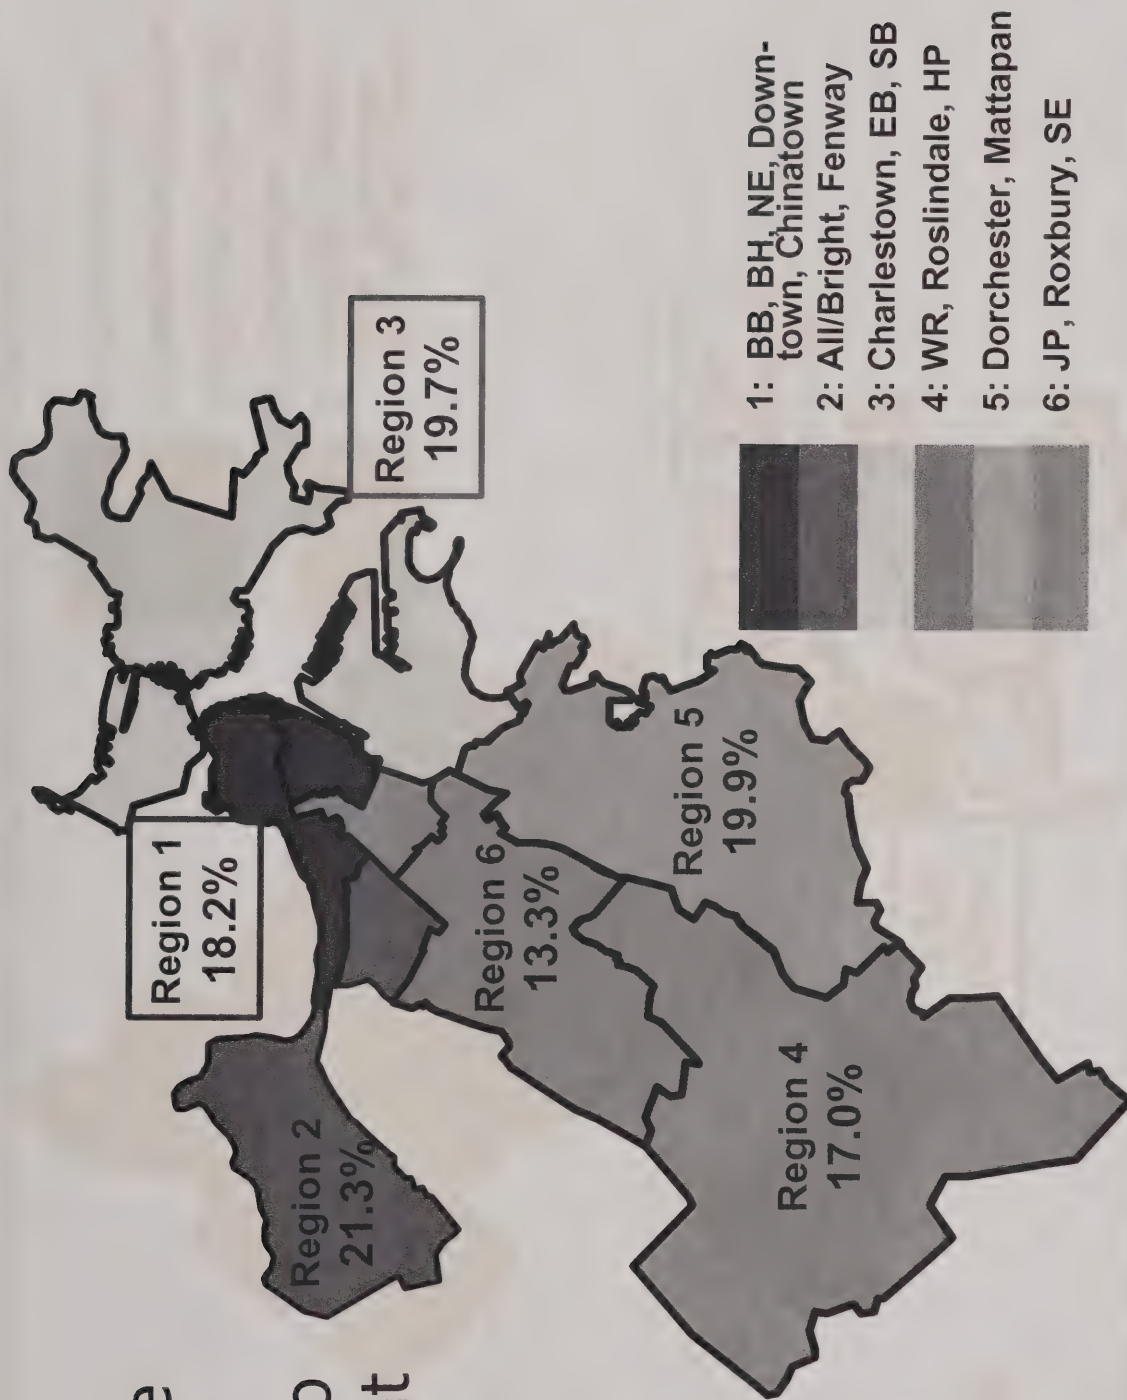 e
o
t
Region 1
18.2%
Region 2
21.3%
Region 3
19.7%
Region 6
13.3%
Region 5
19.9%
Region 4
17.0%
1: BB, BH, NE, Down-
town, Chinatown
2: All/Bright, Fenway
3: Charlestown, EB, SB
4: WR, Roslindale, HP
5: Dorchester, Mattapan
6: JP, Roxbury, SE